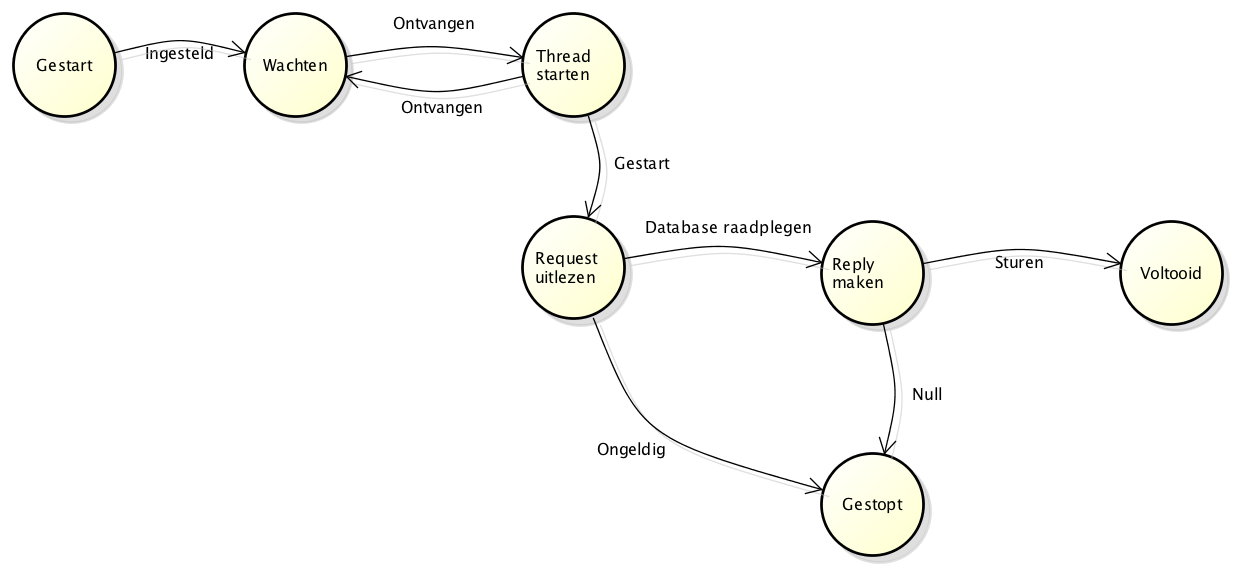 Ontvangen
Gestart
Ingesteld
Wachten
Thread
starten
Ontvangen
Gestart
Database raadplegen
Request
uitlezen
Reply
maken
Sturen
Voltooid
Null
Ongeldig
Gestopt